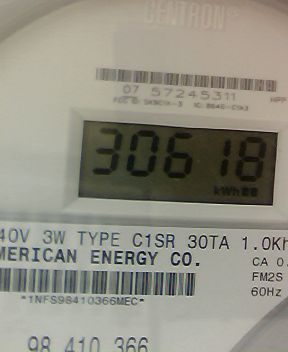 CENTRON®
07 57245311
30618
kWh
40V 3W TYPE C1SR 30TA 1.0Kh
MERICAN ENERGY CO.
CA 0.
FM2S
60Hz
*1NFS98410366MEC*
98 410 366